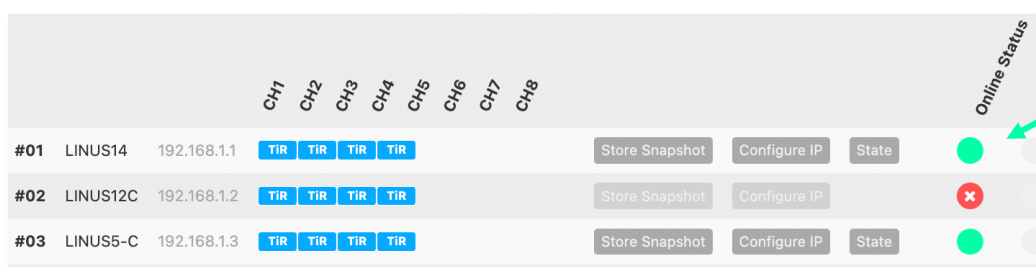 CH1 CH2 CH3 CH4 CH5 CH6 CH7 CH8 Online Status
#01 LINUS14 192.168.1.1 TiR TiR TiR TiR Store Snapshot Configure IP State
#02 LINUS12C 192.168.1.2 TiR TiR TiR TiR Store Snapshot Configure IP
#03 LINUS5-C 192.168.1.3 TiR TiR TiR TiR Store Snapshot Configure IP State